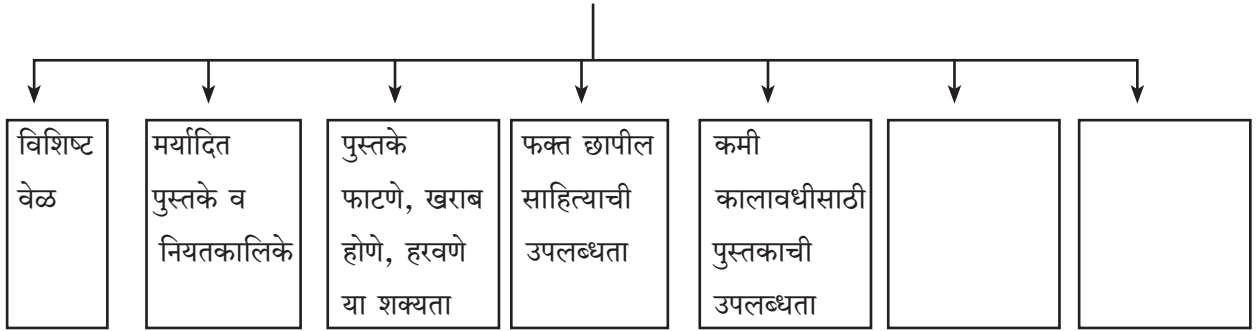 विशिष्ट
वेळ
मर्यादित
पुस्तके व
नियतकालिके
पुस्तके
फाटणे, खराब
होणे, हरवणे
या शक्यता
फक्त छापील
साहित्याची
उपलब्धता
कमी
कालावधीसाठी
पुस्तकाची
उपलब्धता